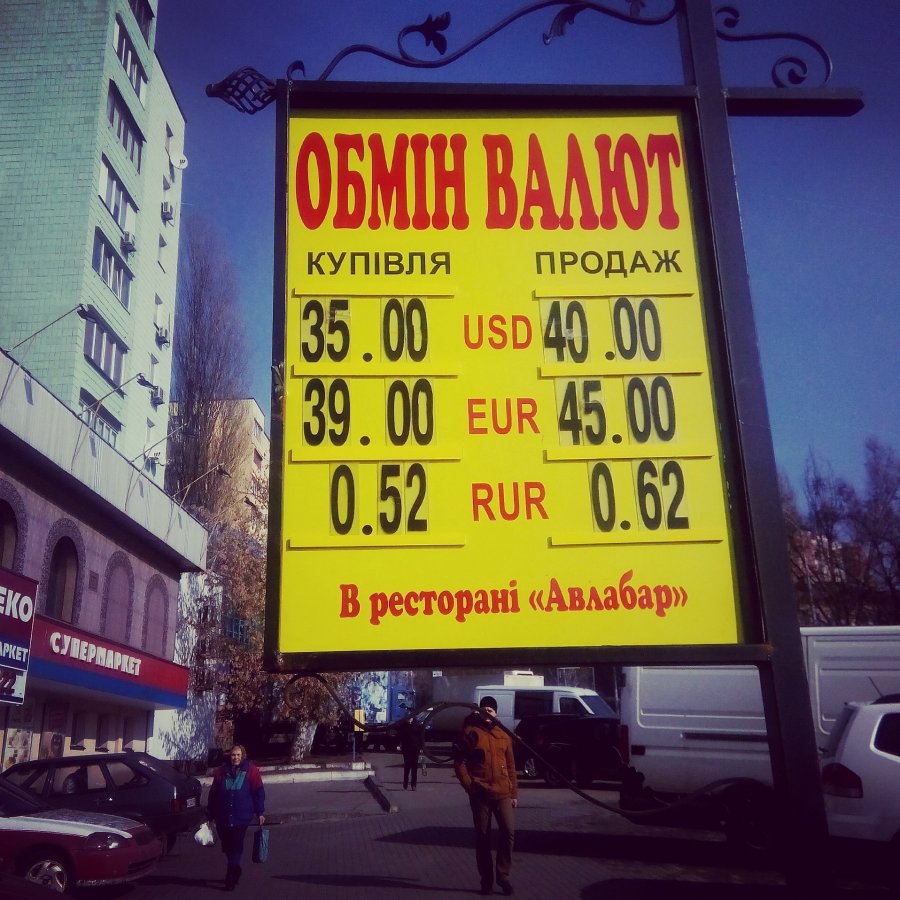 ОБМІН ВАЛЮТ
КУПІВЛЯ ПРОДАЖ
35.00 USD 40.00
39.00 EUR 45.00
0.52 RUR 0.62
В ресторані «Авлабар»
СУПЕРМАРКЕТ
ЕКО
АРКЕТ